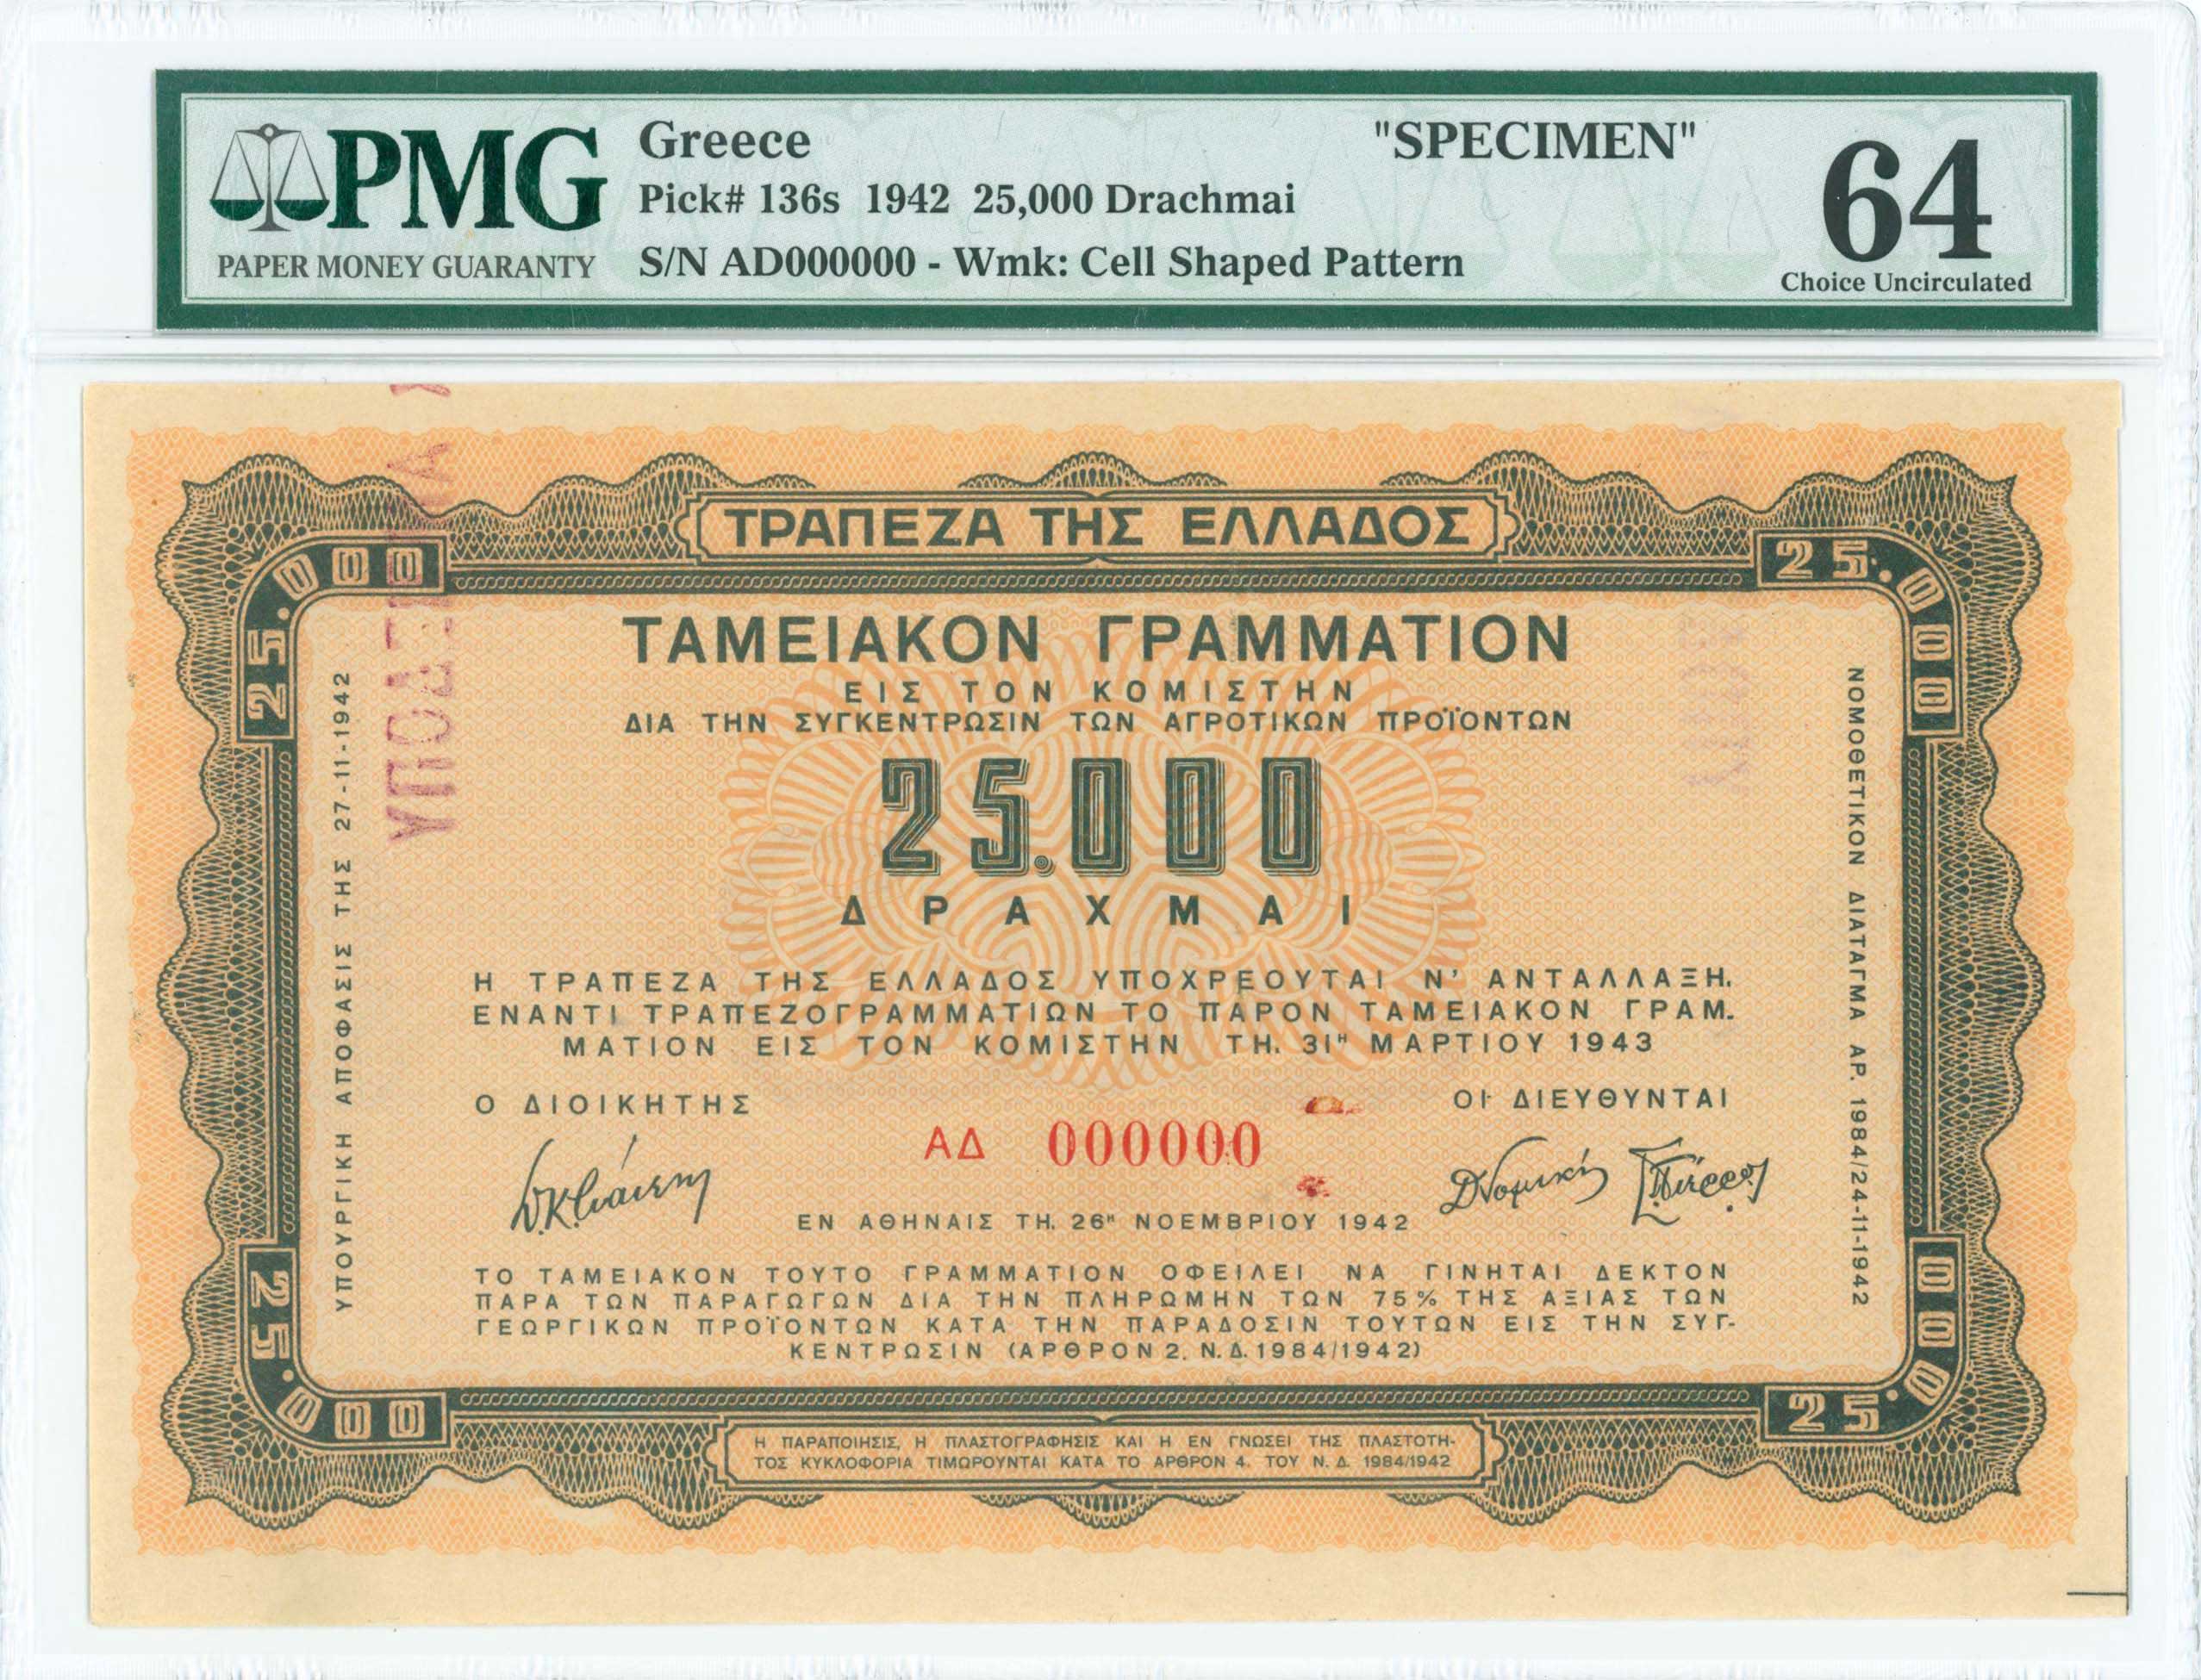 PMG
PAPER MONEY GUARANTY
Greece
"SPECIMEN"
Pick# 136s 1942 25,000 Drachmai
S/N AD000000 - Wmk: Cell Shaped Pattern
64
Choice Uncirculated
ΤΡΑΠΕΖΑ ΤΗΣ ΕΛΛΑΔΟΣ
25.000
25.000
ΤΑΜΕΙΑΚΟΝ ΓΡΑΜΜΑΤΙΟΝ
ΕΙΣ ΤΟΝ ΚΟΜΙΣΤΗΝ
ΔΙΑ ΤΗΝ ΣΥΓΚΕΝΤΡΩΣΙΝ ΤΩΝ ΑΓΡΟΤΙΚΩΝ ΠΡΟΪΟΝΤΩΝ
25.000
ΔΡΑΧΜΑΙ
ΥΠΟΥΡΓΙΚΗ ΑΠΟΦΑΣΙΣ ΤΗΣ 27-11-1942
ΥΠΟΔΕΙΓΜΑ
ΝΟΜΟΘΕΤΙΚΟΝ ΔΙΑΤΑΓΜΑ ΑΡ. 1984/24-11-1942
Η ΤΡΑΠΕΖΑ ΤΗΣ ΕΛΛΑΔΟΣ ΥΠΟΧΡΕΟΥΤΑΙ Ν' ΑΝΤΑΛΛΑΞΗ.
ΕΝΑΝΤΙ ΤΡΑΠΕΖΟΓΡΑΜΜΑΤΙΩΝ ΤΟ ΠΑΡΟΝ ΤΑΜΕΙΑΚΟΝ ΓΡΑΜ.
ΜΑΤΙΟΝ ΕΙΣ ΤΟΝ ΚΟΜΙΣΤΗΝ ΤΗ. 31ῃ ΜΑΡΤΙΟΥ 1943
Ο ΔΙΟΙΚΗΤΗΣ
ΟΙ ΔΙΕΥΘΥΝΤΑΙ
ΑΔ 000000
ΕΝ ΑΘΗΝΑΙΣ ΤΗ. 26ῃ ΝΟΕΜΒΡΙΟΥ 1942
ΤΟ ΤΑΜΕΙΑΚΟΝ ΤΟΥΤΟ ΓΡΑΜΜΑΤΙΟΝ ΟΦΕΙΛΕΙ ΝΑ ΓΙΝΗΤΑΙ ΔΕΚΤΟΝ
ΠΑΡΑ ΤΩΝ ΠΑΡΑΓΩΓΩΝ ΔΙΑ ΤΗΝ ΠΛΗΡΩΜΗΝ ΤΩΝ 75% ΤΗΣ ΑΞΙΑΣ ΤΩΝ
ΓΕΩΡΓΙΚΩΝ ΠΡΟΪΟΝΤΩΝ ΚΑΤΑ ΤΗΝ ΠΑΡΑΔΟΣΙΝ ΤΟΥΤΩΝ ΕΙΣ ΤΗΝ ΣΥΓ-
ΚΕΝΤΡΩΣΙΝ (ΑΡΘΡΟΝ 2. Ν.Δ. 1984/1942)
25.000
25.000
Η ΠΑΡΑΠΟΙΗΣΙΣ, Η ΠΛΑΣΤΟΓΡΑΦΗΣΙΣ ΚΑΙ Η ΕΝ ΓΝΩΣΕΙ ΤΗΣ ΠΛΑΣΤΟΤΗ-
ΤΟΣ ΚΥΚΛΟΦΟΡΙΑ ΤΙΜΩΡΟΥΝΤΑΙ ΚΑΤΑ ΤΟ ΑΡΘΡΟΝ 4. ΤΟΥ Ν. Δ. 1984/1942